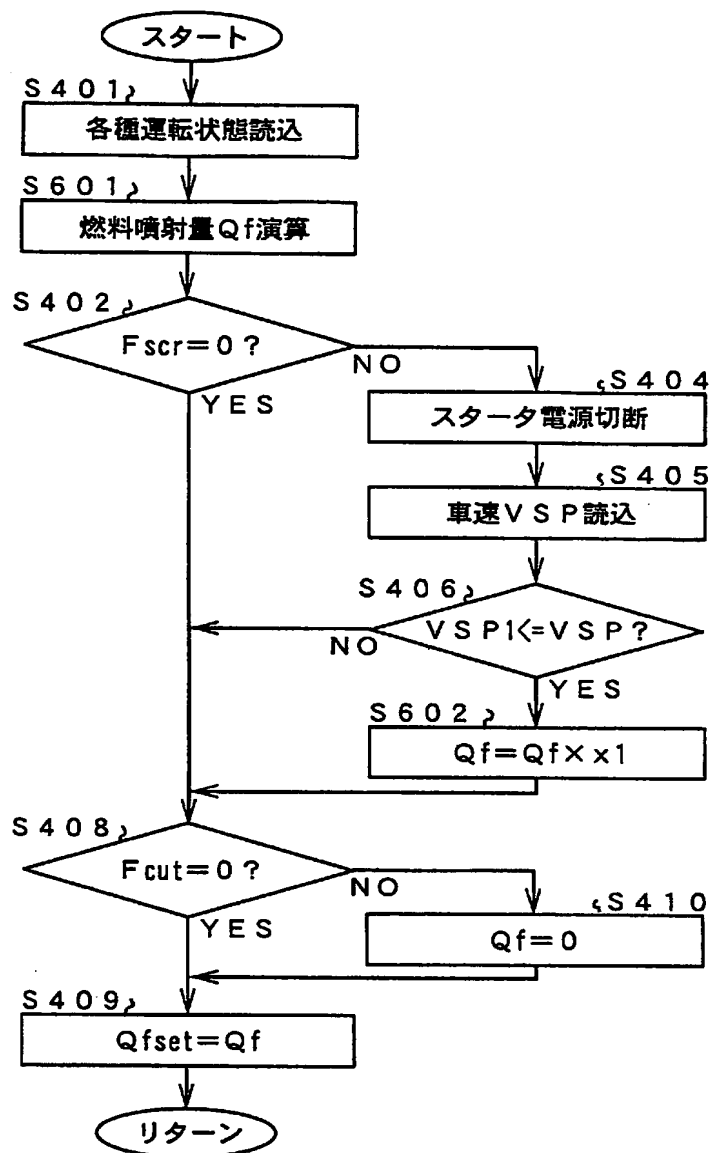 スタート
S401
各種運転状態読込
S601
燃料噴射量Qf演算
S402
Fscr=0?
NO
YES
S404
スタータ電源切断
S405
車速VSP読込
S406
VSP1<=VSP?
NO
YES
S602
Qf=Qf×x1
S408
Fcut=0?
NO
YES
S410
Qf=0
S409
Qfset=Qf
リターン